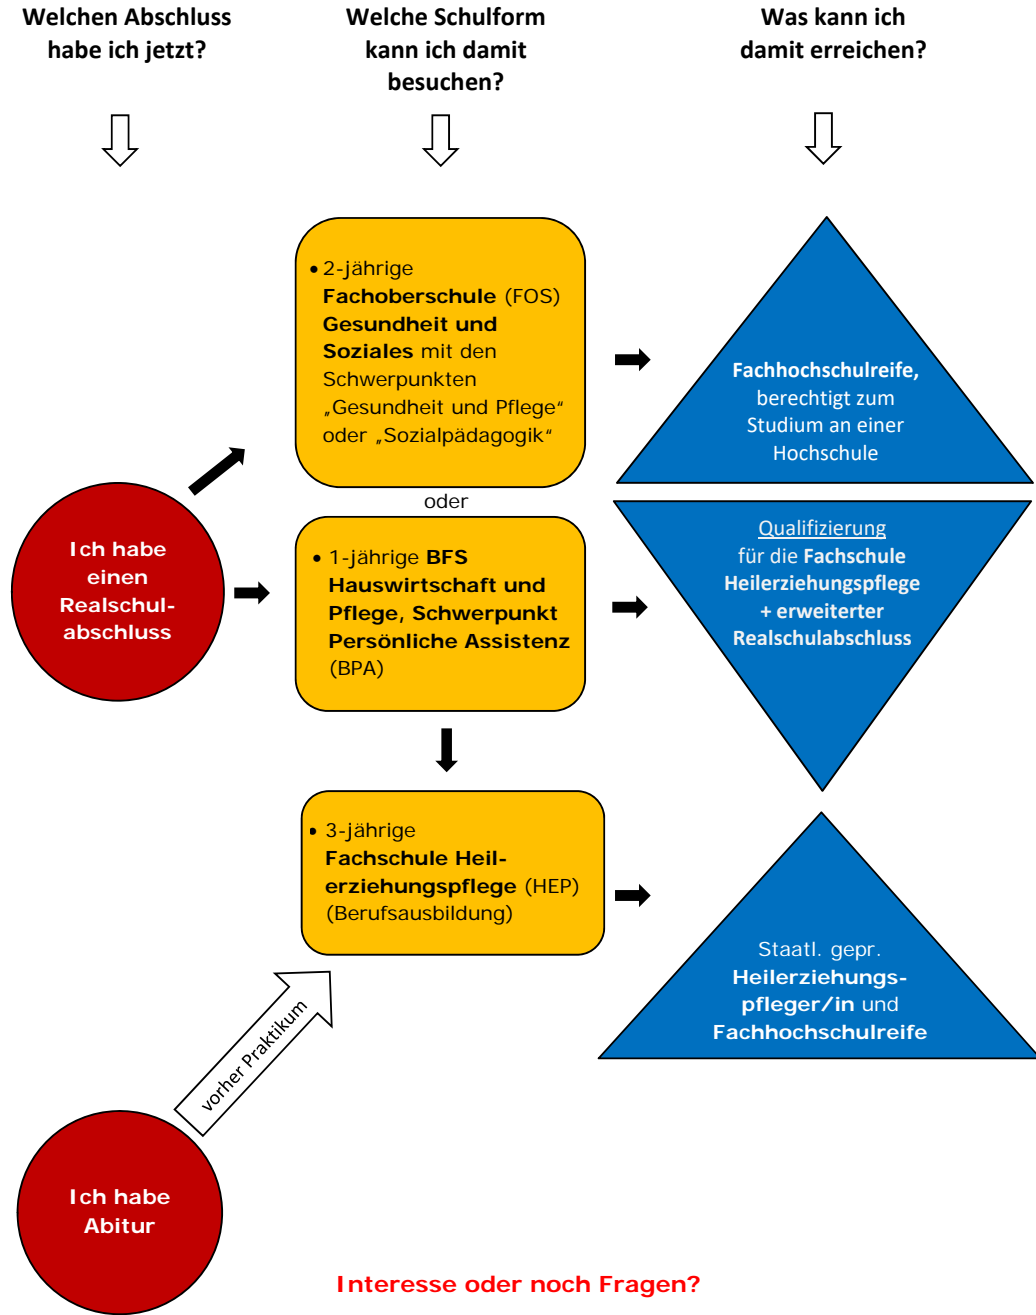 Welchen Abschluss
habe ich jetzt?
Welche Schulform
kann ich damit
besuchen?
Was kann ich
damit erreichen?
• 2-jährige
Fachoberschule (FOS)
Gesundheit und
Soziales mit den
Schwerpunkten
„Gesundheit und Pflege“
oder „Sozialpädagogik“
Fachhochschulreife,
berechtigt zum
Studium an einer
Hochschule
oder
Ich habe
einen
Realschul-
abschluss
• 1-jährige BFS
Hauswirtschaft und
Pflege, Schwerpunkt
Persönliche Assistenz
(BPA)
Qualifizierung
für die Fachschule
Heilerziehungspflege
+ erweiterter
Realschulabschluss
• 3-jährige
Fachschule Heil-
erziehungspflege (HEP)
(Berufsausbildung)
Staatl. gepr.
Heilerziehungs-
pfleger/in und
Fachhochschulreife
vorher Praktikum
Ich habe
Abitur
Interesse oder noch Fragen?